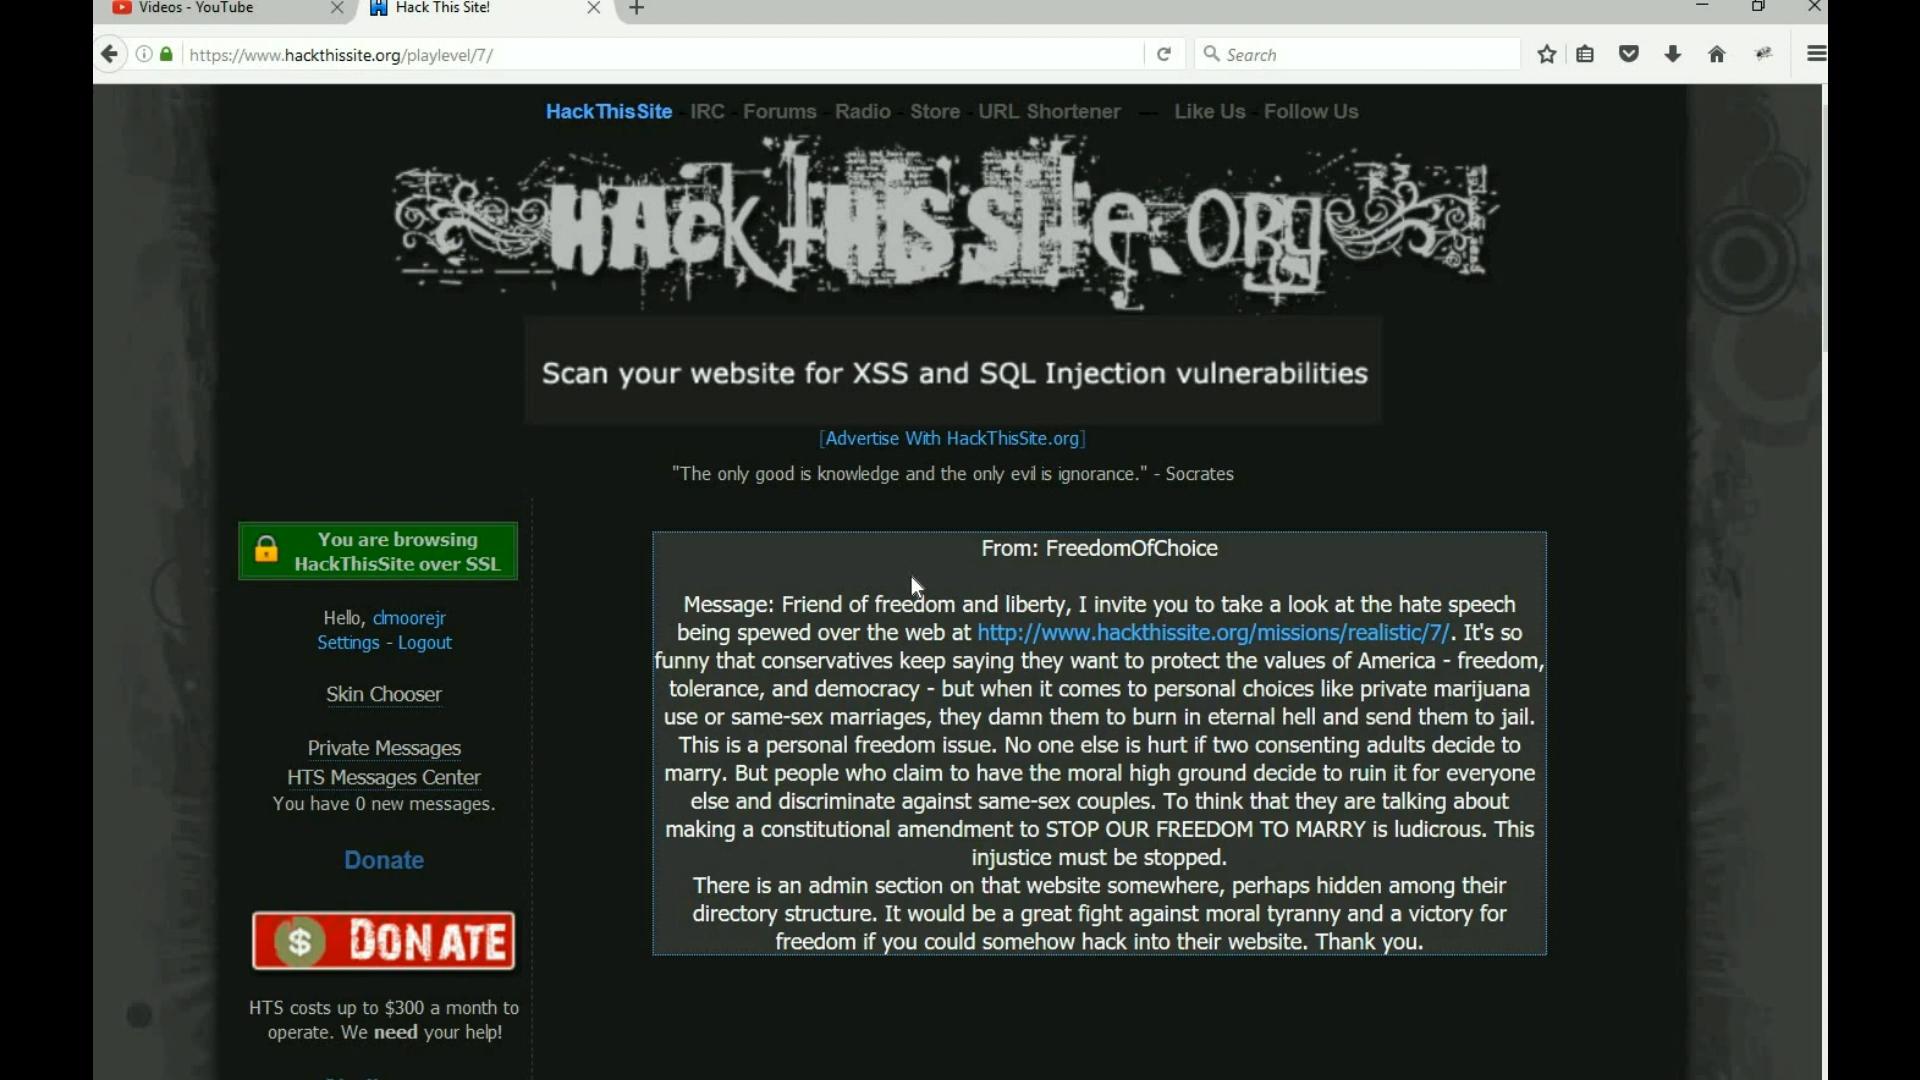 Videos - YouTube
Hack This Site!
https://www.hackthissite.org/playlevel/7/
Search
HackThisSite - IRC - Forums - Radio - Store - URL Shortener — Like Us - Follow Us
HackThisSite.org
Scan your website for XSS and SQL Injection vulnerabilities
[Advertise With HackThisSite.org]
"The only good is knowledge and the only evil is ignorance." - Socrates
You are browsing
HackThisSite over SSL
Hello, clmoorejr
Settings - Logout
Skin Chooser
Private Messages
HTS Messages Center
You have 0 new messages.
Donate
$ DONATE
HTS costs up to $300 a month to
operate. We need your help!
From: FreedomOfChoice
Message: Friend of freedom and liberty, I invite you to take a look at the hate speech
being spewed over the web at http://www.hackthissite.org/missions/realistic/7/. It's so
funny that conservatives keep saying they want to protect the values of America - freedom,
tolerance, and democracy - but when it comes to personal choices like private marijuana
use or same-sex marriages, they damn them to burn in eternal hell and send them to jail.
This is a personal freedom issue. No one else is hurt if two consenting adults decide to
marry. But people who claim to have the moral high ground decide to ruin it for everyone
else and discriminate against same-sex couples. To think that they are talking about
making a constitutional amendment to STOP OUR FREEDOM TO MARRY is ludicrous. This
injustice must be stopped.
There is an admin section on that website somewhere, perhaps hidden among their
directory structure. It would be a great fight against moral tyranny and a victory for
freedom if you could somehow hack into their website. Thank you.